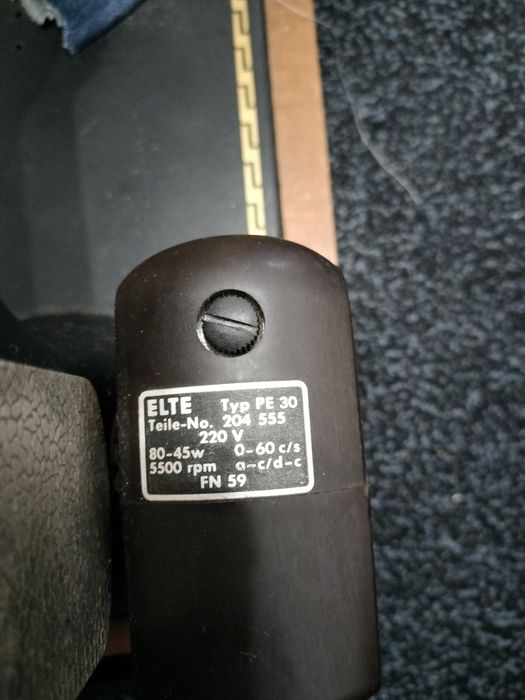 ELTE Typ PE 30
Teile-No. 204 555
220 V
80-45w 0-60 c/s
5500 rpm a-c/d-c
FN 59